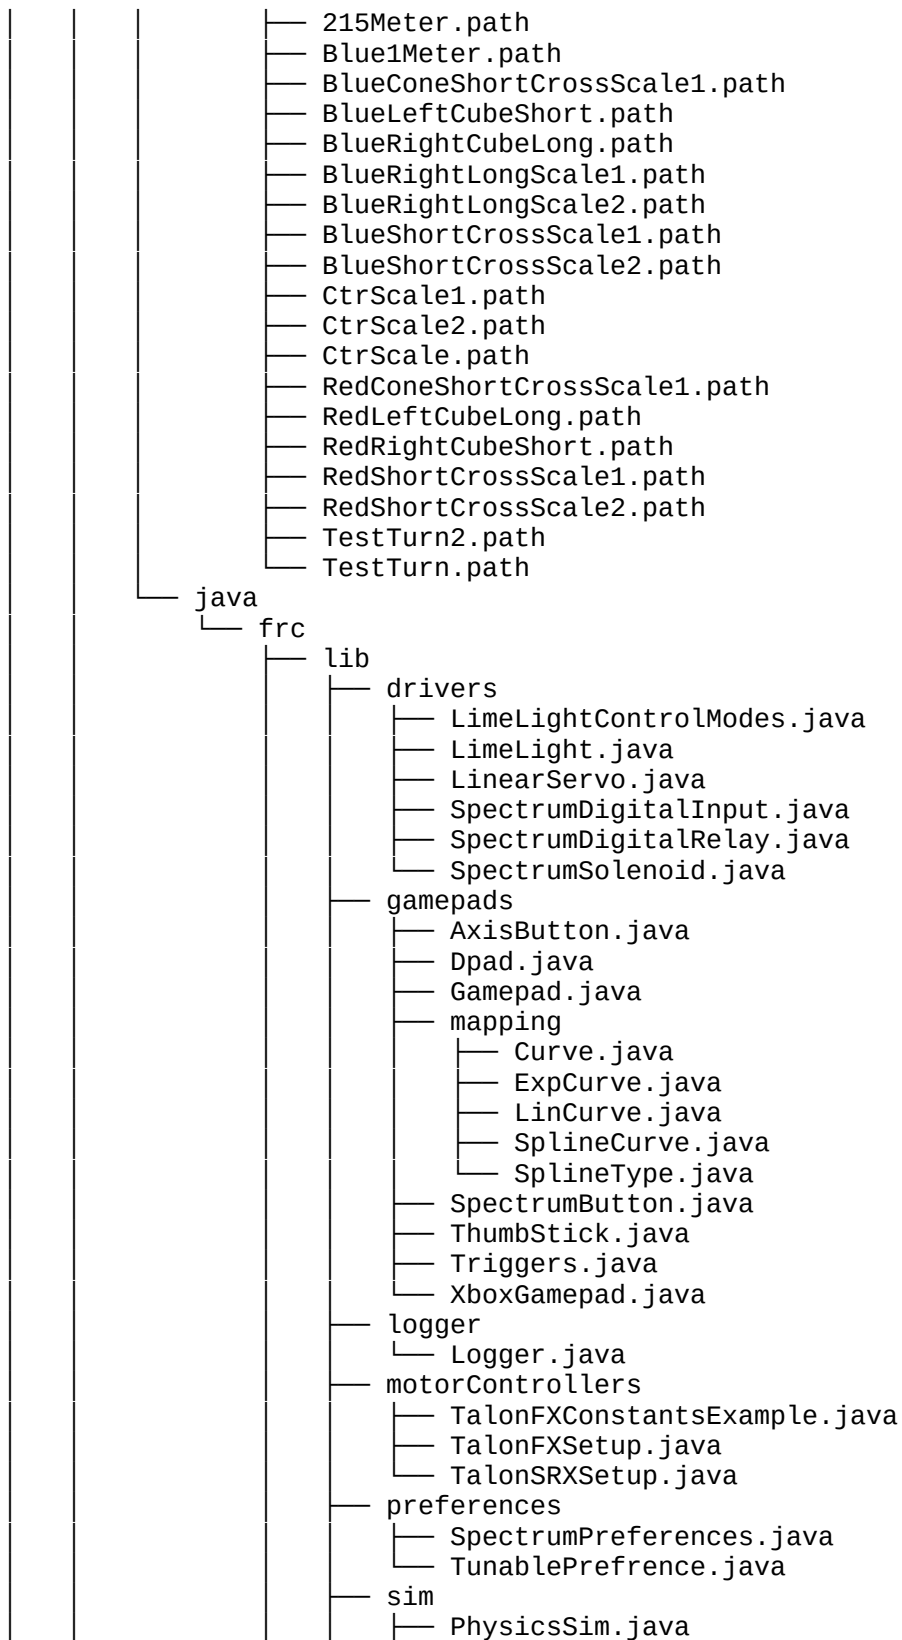 │   │   │       ├── 215Meter.path
│   │   │       ├── Blue1Meter.path
│   │   │       ├── BlueConeShortCrossScale1.path
│   │   │       ├── BlueLeftCubeShort.path
│   │   │       ├── BlueRightCubeLong.path
│   │   │       ├── BlueRightLongScale1.path
│   │   │       ├── BlueRightLongScale2.path
│   │   │       ├── BlueShortCrossScale1.path
│   │   │       ├── BlueShortCrossScale2.path
│   │   │       ├── CtrScale1.path
│   │   │       ├── CtrScale2.path
│   │   │       ├── CtrScale.path
│   │   │       ├── RedConeShortCrossScale1.path
│   │   │       ├── RedLeftCubeLong.path
│   │   │       ├── RedRightCubeShort.path
│   │   │       ├── RedShortCrossScale1.path
│   │   │       ├── RedShortCrossScale2.path
│   │   │       ├── TestTurn2.path
│   │   │       └── TestTurn.path
│   │   └── java
│   │       └── frc
│   │           ├── lib
│   │           │   ├── drivers
│   │           │   │   ├── LimeLightControlModes.java
│   │           │   │   ├── LimeLight.java
│   │           │   │   ├── LinearServo.java
│   │           │   │   ├── SpectrumDigitalInput.java
│   │           │   │   ├── SpectrumDigitalRelay.java
│   │           │   │   └── SpectrumSolenoid.java
│   │           │   ├── gamepads
│   │           │   │   ├── AxisButton.java
│   │           │   │   ├── Dpad.java
│   │           │   │   ├── Gamepad.java
│   │           │   │   ├── mapping
│   │           │   │   │   ├── Curve.java
│   │           │   │   │   ├── ExpCurve.java
│   │           │   │   │   ├── LinCurve.java
│   │           │   │   │   ├── SplineCurve.java
│   │           │   │   │   └── SplineType.java
│   │           │   │   ├── SpectrumButton.java
│   │           │   │   ├── ThumbStick.java
│   │           │   │   ├── Triggers.java
│   │           │   │   └── XboxGamepad.java
│   │           │   ├── logger
│   │           │   │   └── Logger.java
│   │           │   ├── motorControllers
│   │           │   │   ├── TalonFXConstantsExample.java
│   │           │   │   ├── TalonFXSetup.java
│   │           │   │   └── TalonSRXSetup.java
│   │           │   ├── preferences
│   │           │   │   ├── SpectrumPreferences.java
│   │           │   │   └── TunablePrefrence.java
│   │           │   ├── sim
│   │           │   │   ├── PhysicsSim.java